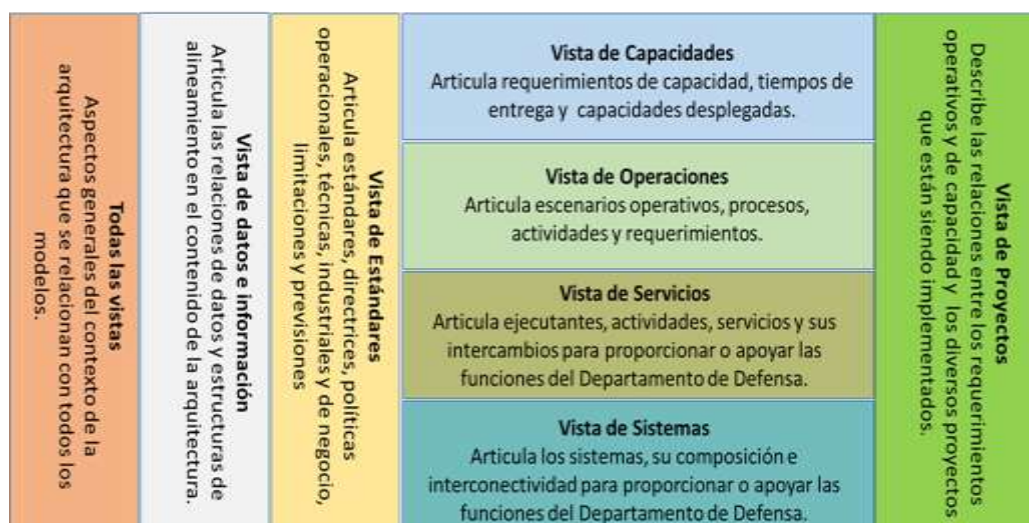 Todas las vistas
Aspectos generales del contexto de la
arquitectura que se relacionan con todos los
modelos.
Vista de datos e información
Articula las relaciones de datos y estructuras de
alineamiento en el contenido de la arquitectura.
Vista de Estándares
Articula estándares, directrices, políticas
operacionales, técnicas, industriales y de negocio,
limitaciones y previsiones
Vista de Capacidades
Articula requerimientos de capacidad, tiempos de
entrega y capacidades desplegadas.
Vista de Operaciones
Articula escenarios operativos, procesos,
actividades y requerimientos.
Vista de Servicios
Articula ejecutantes, actividades, servicios y sus
intercambios para proporcionar o apoyar las
funciones del Departamento de Defensa.
Vista de Sistemas
Articula los sistemas, su composición e
interconectividad para proporcionar o apoyar las
funciones del Departamento de Defensa.
Vista de Proyectos
Describe las relaciones entre los requerimientos
operativos y de capacidad y los diversos proyectos
que están siendo implementados.